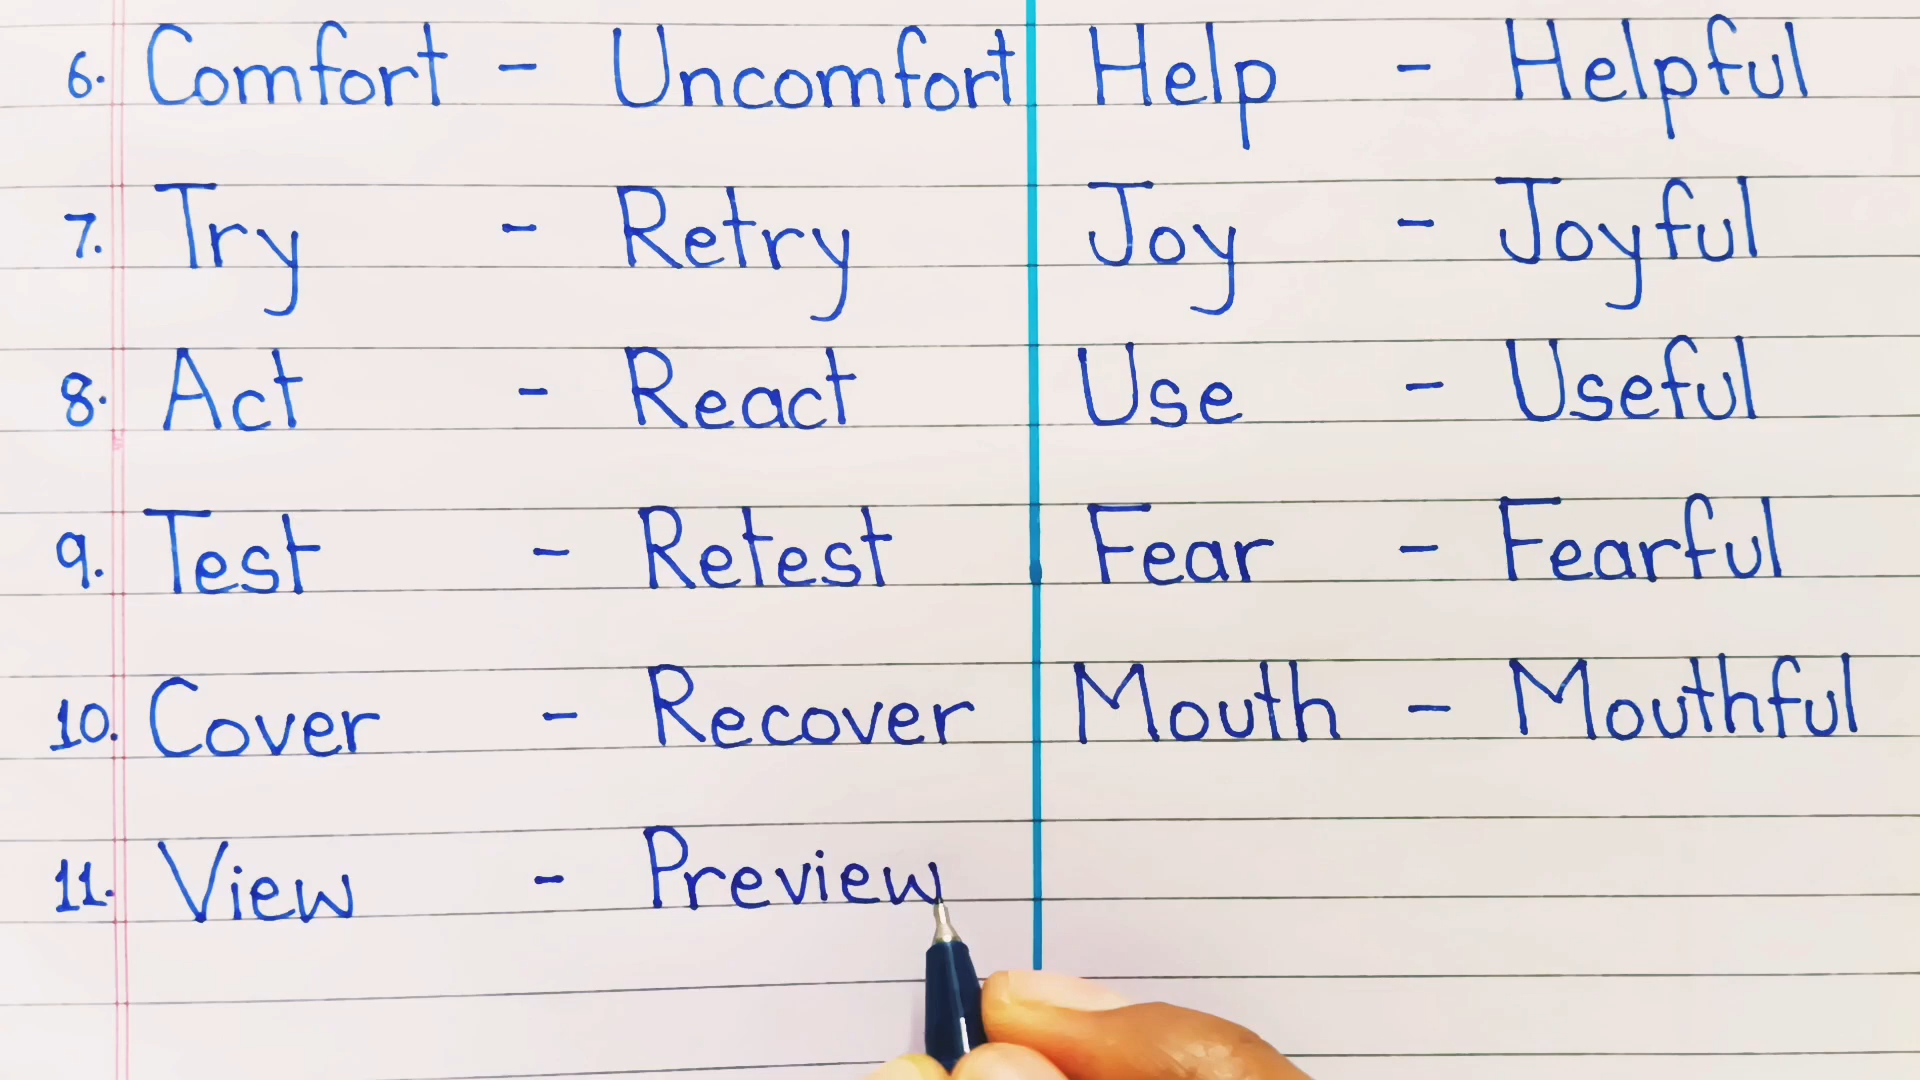 6. Comfort - Uncomfort Help - Helpful
7. Try - Retry Joy - Joyful
8. Act - React Use - Useful
9. Test - Retest Fear - Fearful
10. Cover - Recover Mouth - Mouthful
11. View - Preview